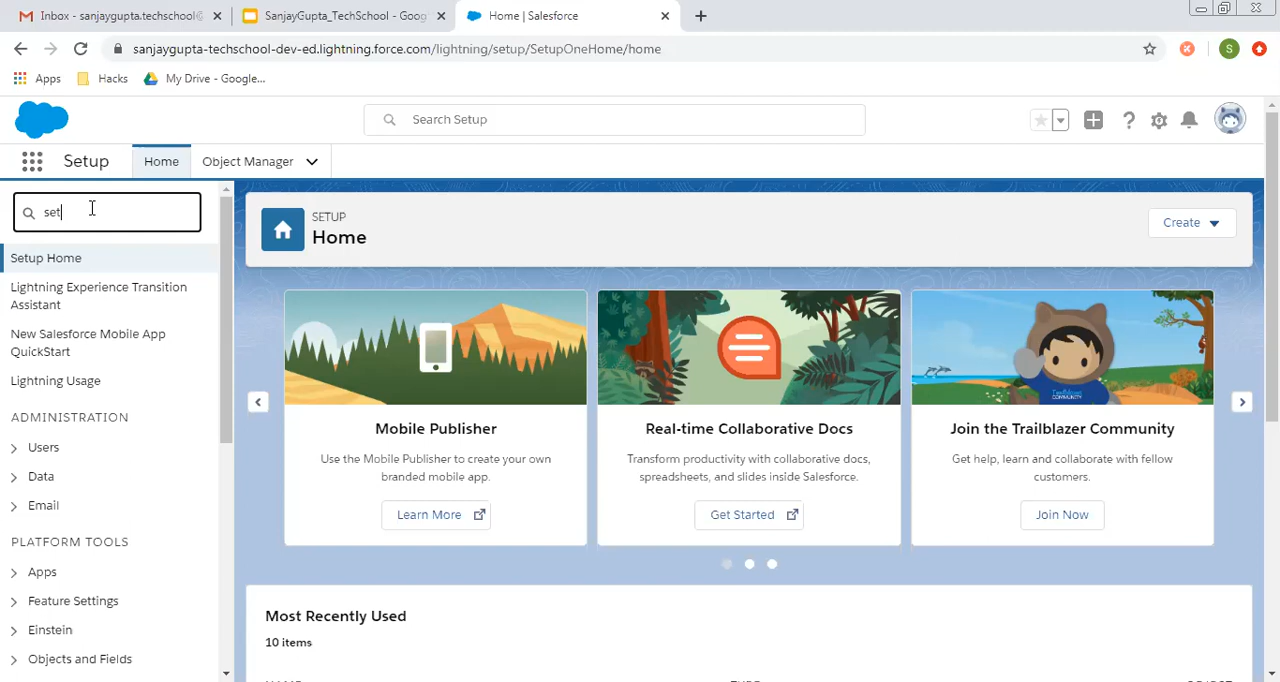 Inbox - sanjaygupta.techschool@
SanjayGupta_TechSchool - Goog
Home | Salesforce
sanjaygupta-techschool-dev-ed.lightning.force.com/lightning/setup/SetupOneHome/home
S
Apps
Hacks
My Drive - Google...
Search Setup
Setup
Home
Object Manager
set
Setup Home
Lightning Experience Transition
Assistant
New Salesforce Mobile App
QuickStart
Lightning Usage
ADMINISTRATION
Users
Data
Email
PLATFORM TOOLS
Apps
Feature Settings
Einstein
Objects and Fields
SETUP
Home
Create
Mobile Publisher
Use the Mobile Publisher to create your own
branded mobile app.
Learn More
Real-time Collaborative Docs
Transform productivity with collaborative docs,
spreadsheets, and slides inside Salesforce.
Get Started
Join the Trailblazer Community
Get help, learn and collaborate with fellow
customers.
Join Now
Most Recently Used
10 items